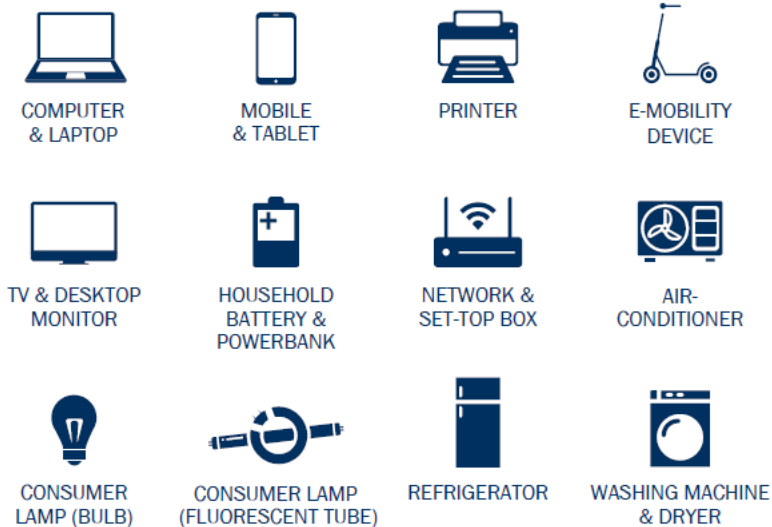 COMPUTER
& LAPTOP
MOBILE
& TABLET
PRINTER
E-MOBILITY
DEVICE
TV & DESKTOP
MONITOR
HOUSEHOLD
BATTERY &
POWERBANK
NETWORK &
SET-TOP BOX
AIR-
CONDITIONER
CONSUMER
LAMP (BULB)
CONSUMER LAMP
(FLUORESCENT TUBE)
REFRIGERATOR
WASHING MACHINE
& DRYER